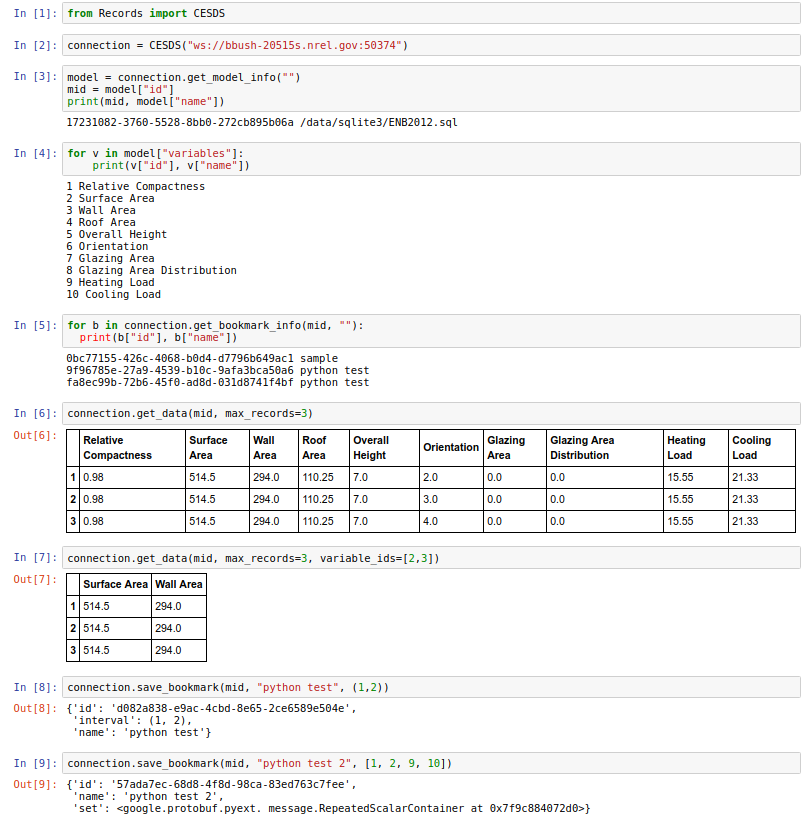 In [1]: from Records import CESDS
In [2]: connection = CESDS("ws://bbush-20515s.nrel.gov:50374")
In [3]: model = connection.get_model_info("")
mid = model["id"]
print(mid, model["name"])
17231082-3760-5528-8bb0-272cb895b06a /data/sqlite3/ENB2012.sql
In [4]: for v in model["variables"]:
    print(v["id"], v["name"])
1 Relative Compactness
2 Surface Area
3 Wall Area
4 Roof Area
5 Overall Height
6 Orientation
7 Glazing Area
8 Glazing Area Distribution
9 Heating Load
10 Cooling Load
In [5]: for b in connection.get_bookmark_info(mid, ""):
  print(b["id"], b["name"])
0bc77155-426c-4068-b0d4-d7796b649ac1 sample
9f96785e-27a9-4539-b10c-9afa3bca50a6 python test
fa8ec99b-72b6-45f0-ad8d-031d8741f4bf python test
In [6]: connection.get_data(mid, max_records=3)
Out[6]: Relative Compactness Surface Area Wall Area Roof Area Overall Height Orientation Glazing Area Glazing Area Distribution Heating Load Cooling Load
1 0.98 514.5 294.0 110.25 7.0 2.0 0.0 0.0 15.55 21.33
2 0.98 514.5 294.0 110.25 7.0 3.0 0.0 0.0 15.55 21.33
3 0.98 514.5 294.0 110.25 7.0 4.0 0.0 0.0 15.55 21.33
In [7]: connection.get_data(mid, max_records=3, variable_ids=[2,3])
Out[7]: Surface Area Wall Area
1 514.5 294.0
2 514.5 294.0
3 514.5 294.0
In [8]: connection.save_bookmark(mid, "python test", (1,2))
Out[8]: {'id': 'd082a838-e9ac-4cbd-8e65-2ce6589e504e',
 'interval': (1, 2),
 'name': 'python test'}
In [9]: connection.save_bookmark(mid, "python test 2", [1, 2, 9, 10])
Out[9]: {'id': '57ada7ec-68d8-4f8d-98ca-83ed763c7fee',
 'name': 'python test 2',
 'set': <google.protobuf.pyext._message.RepeatedScalarContainer at 0x7f9c884072d0>}